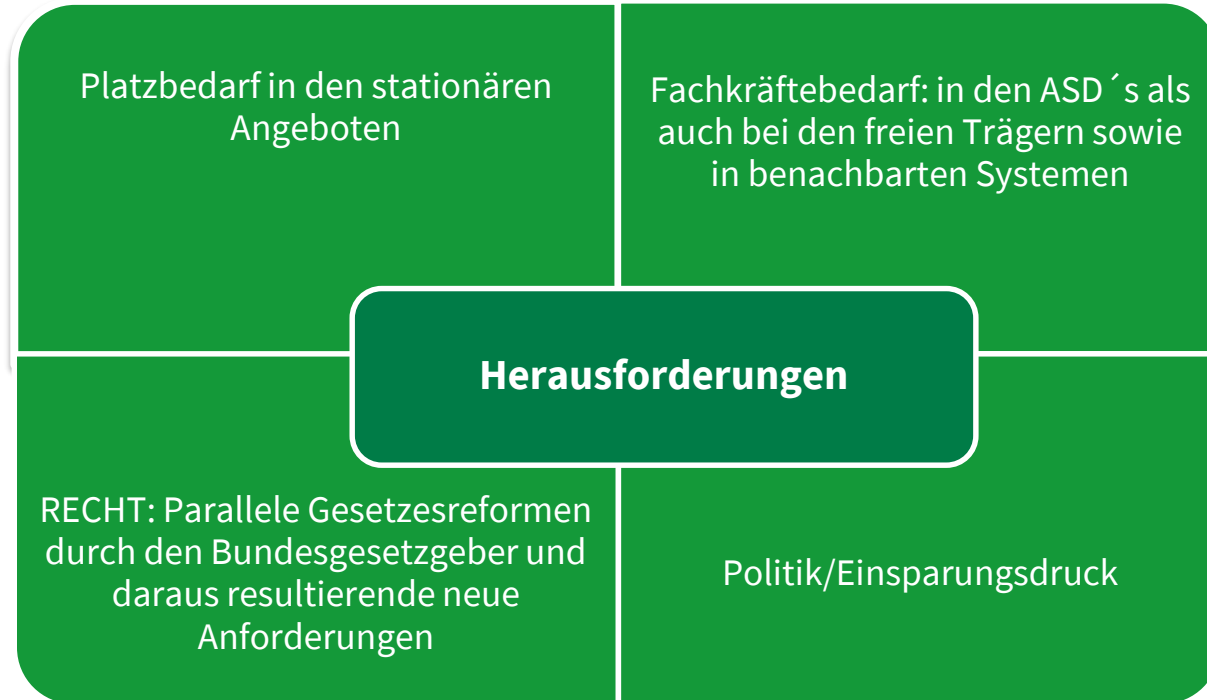 Platzbedarf in den stationären
Angeboten
Fachkräftebedarf: in den ASD´s als
auch bei den freien Trägern sowie
in benachbarten Systemen
Herausforderungen
RECHT: Parallele Gesetzesreformen
durch den Bundesgesetzgeber und
daraus resultierende neue
Anforderungen
Politik/Einsparungsdruck